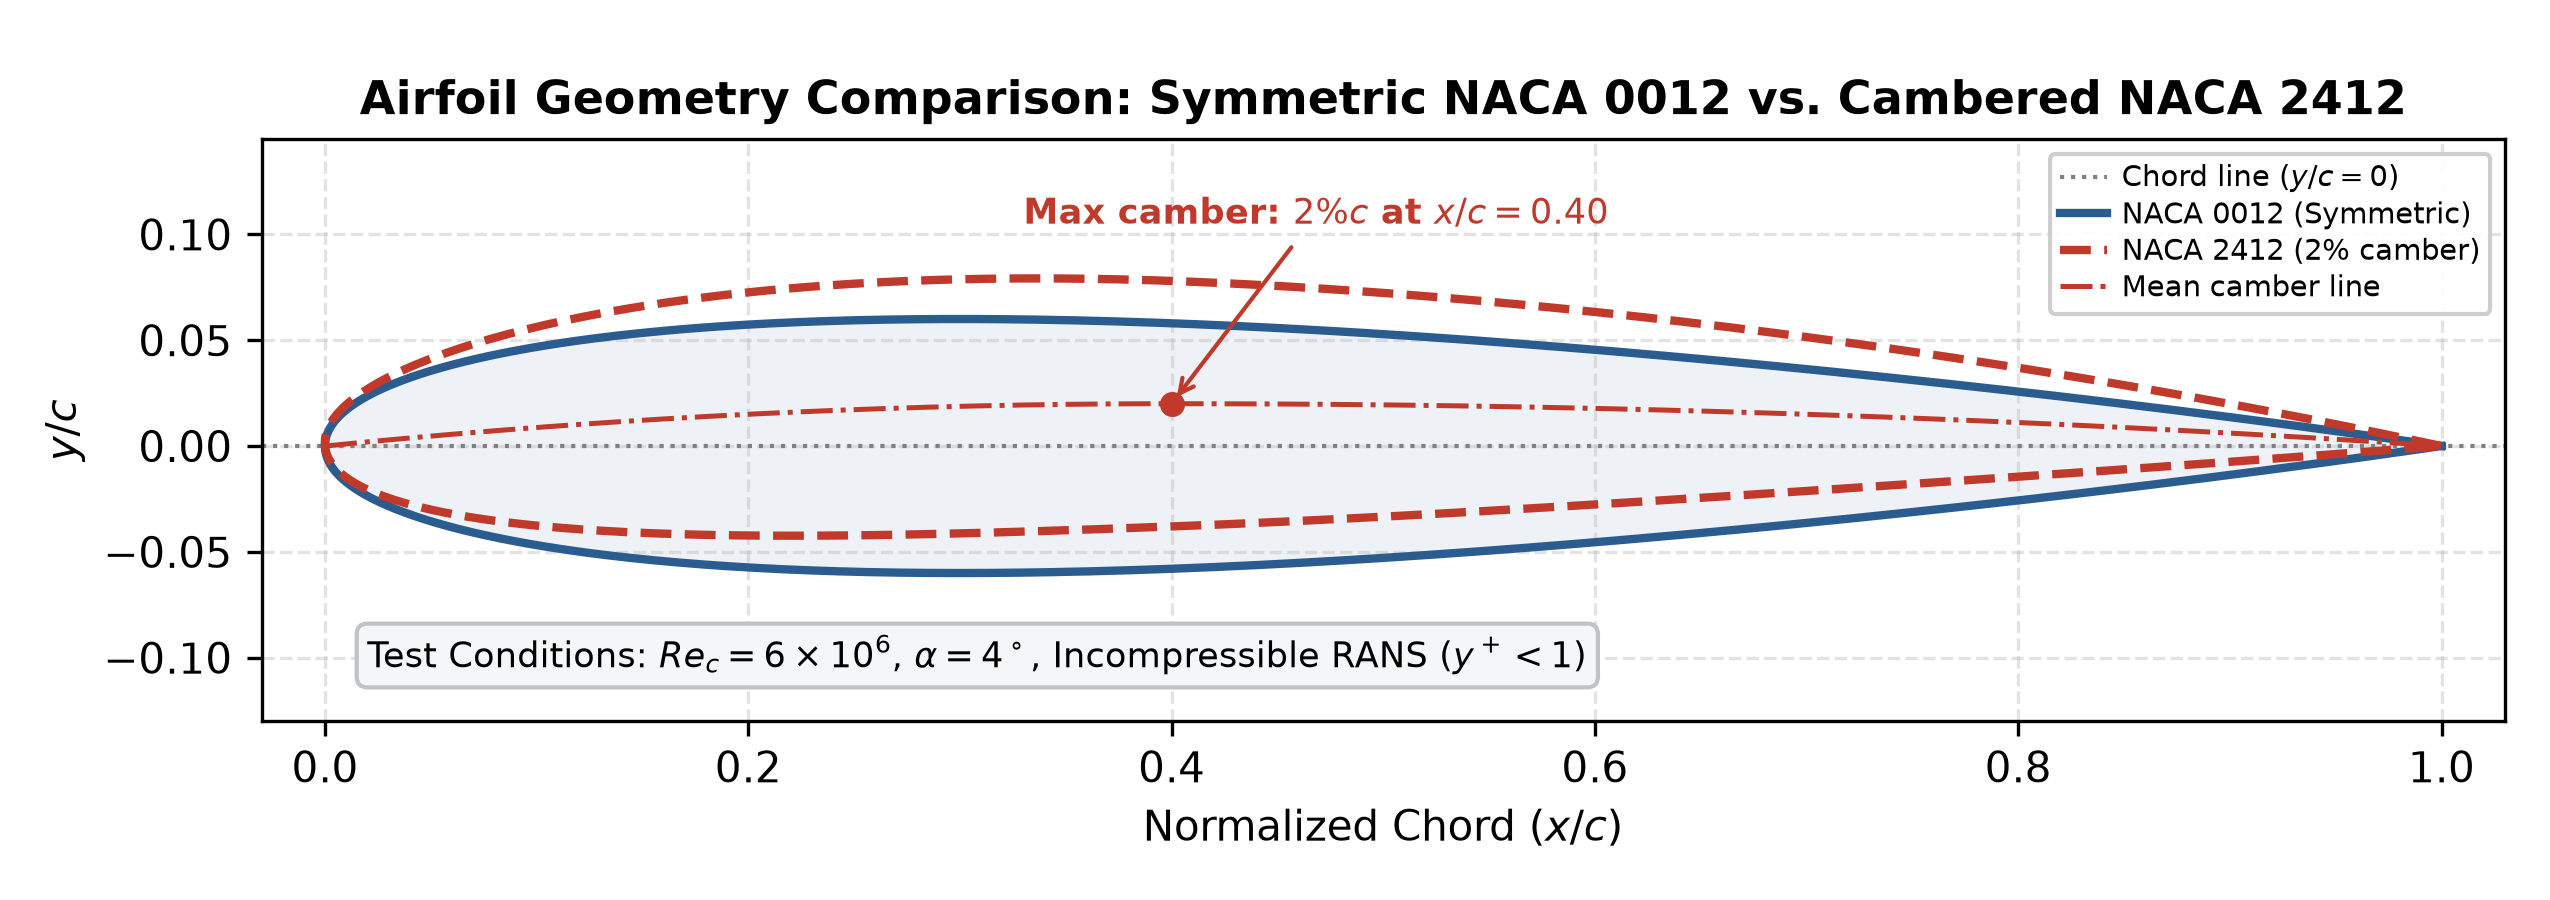 Airfoil Geometry Comparison: Symmetric NACA 0012 vs. Cambered NACA 2412
Max camber: 2%c at x/c = 0.40
Chord line (y/c = 0)
NACA 0012 (Symmetric)
NACA 2412 (2% camber)
Mean camber line
y/c
0.10
0.05
0.00
−0.05
−0.10
Test Conditions: Re_c = 6 × 10^6, α = 4°, Incompressible RANS (y^+ < 1)
0.0 0.2 0.4 0.6 0.8 1.0
Normalized Chord (x/c)